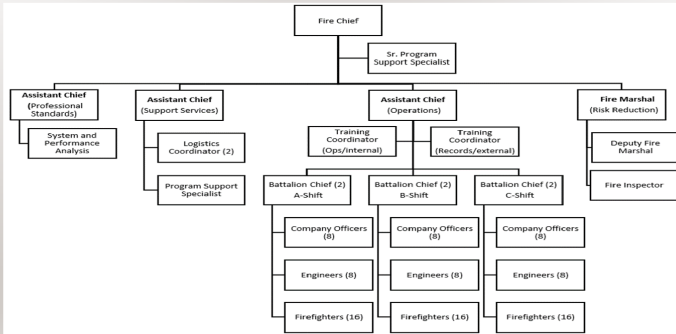 Fire Chief
Sr. Program
Support Specialist
Assistant Chief
(Professional
Standards)
System and
Performance
Analysis
Assistant Chief
(Support Services)
Logistics
Coordinator (2)
Program Support
Specialist
Assistant Chief
(Operations)
Training
Coordinator
(Ops/internal)
Training
Coordinator
(Records/external)
Battalion Chief (2)
A-Shift
Company Officers
(8)
Engineers (8)
Firefighters (16)
Battalion Chief (2)
B-Shift
Company Officers
(8)
Engineers (8)
Firefighters (16)
Battalion Chief (2)
C-Shift
Company Officers
(8)
Engineers (8)
Firefighters (16)
Fire Marshal
(Risk Reduction)
Deputy Fire
Marshal
Fire Inspector